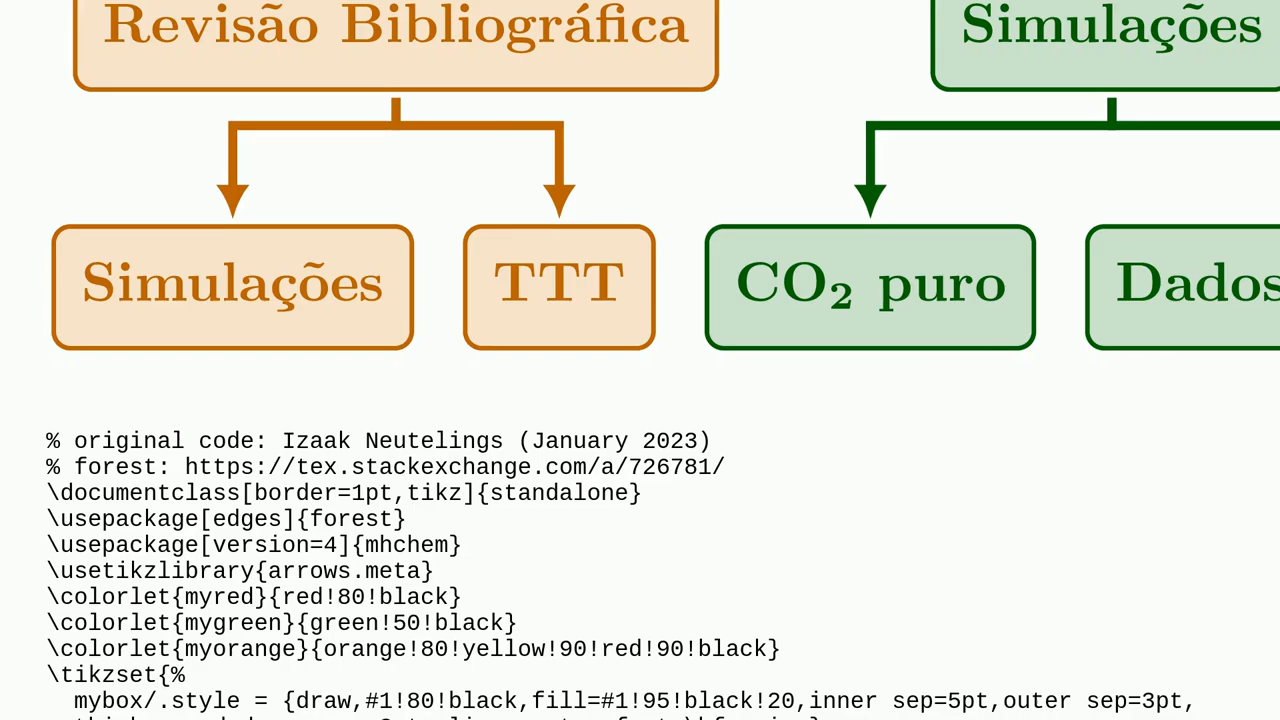 Revisão Bibliográfica
Simulações
Simulações
TTT
CO₂ puro
Dados
% original code: Izaak Neutelings (January 2023)
% forest: https://tex.stackexchange.com/a/726781/
\documentclass[border=1pt,tikz]{standalone}
\usepackage[edges]{forest}
\usepackage[version=4]{mhchem}
\usetikzlibrary{arrows.meta}
\colorlet{myred}{red!80!black}
\colorlet{mygreen}{green!50!black}
\colorlet{myorange}{orange!80!yellow!90!red!90!black}
\tikzset{%
  mybox/.style = {draw,#1!80!black,fill=#1!95!black!20,inner sep=5pt,outer sep=3pt,